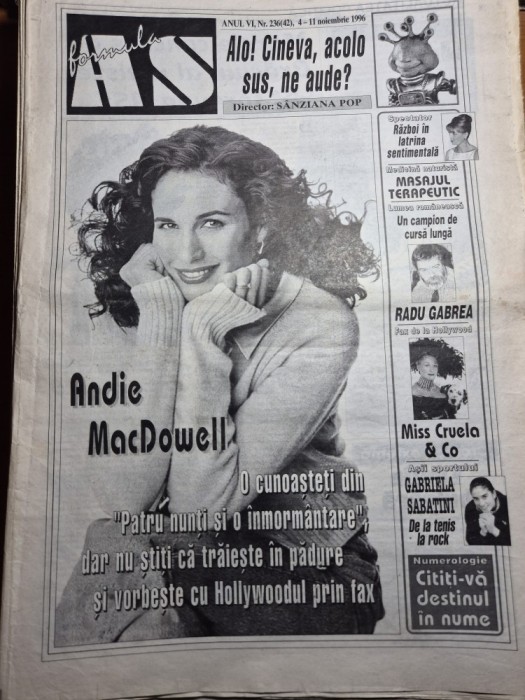 formula
AS
ANUL VI, Nr. 236(42), 4 - 11 noiembrie 1996
Alo! Cineva, acolo
sus, ne aude?
Director: SÂNZIANA POP
Spectator
Război în
latrina
sentimentală
Medicină naturistă
MASAJUL
TERAPEUTIC
Lumea românească
Un campion de
cursă lungă
RADU GABREA
Fax de la Hollywood
Miss Cruela
& Co
Așii sportului
GABRIELA
SABATINI
De la tenis
la rock
Numerologie
Citiți-vă
destinul
în nume
Andie
MacDowell
O cunoașteți din
"Patru nunți și o înmormântare",
dar nu știți că trăiește în pădure
și vorbește cu Hollywoodul prin fax